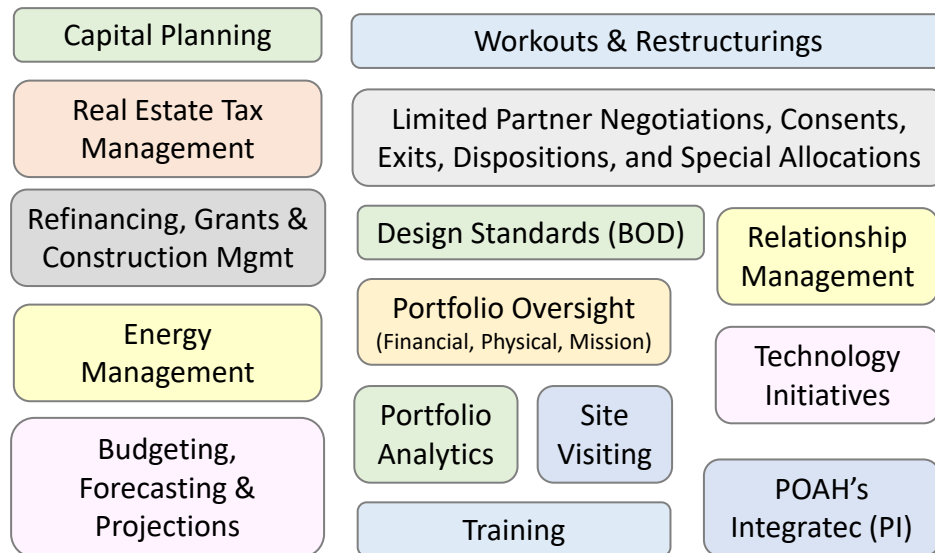 Capital Planning
Workouts & Restructurings
Real Estate Tax
Management
Limited Partner Negotiations, Consents,
Exits, Dispositions, and Special Allocations
Refinancing, Grants &
Construction Mgmt
Design Standards (BOD)
Relationship
Management
Portfolio Oversight
(Financial, Physical, Mission)
Energy
Management
Technology
Initiatives
Portfolio
Analytics
Site
Visiting
Budgeting,
Forecasting &
Projections
POAH’s
Integratec (PI)
Training